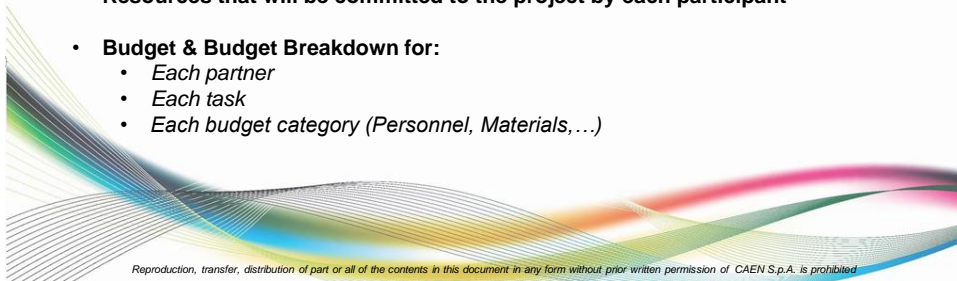 Resources that will be committed to the project by each participant
• Budget & Budget Breakdown for:
• Each partner
• Each task
• Each budget category (Personnel, Materials,…)
Reproduction, transfer, distribution of part or all of the contents in this document in any form without prior written permission of CAEN S.p.A. is prohibited